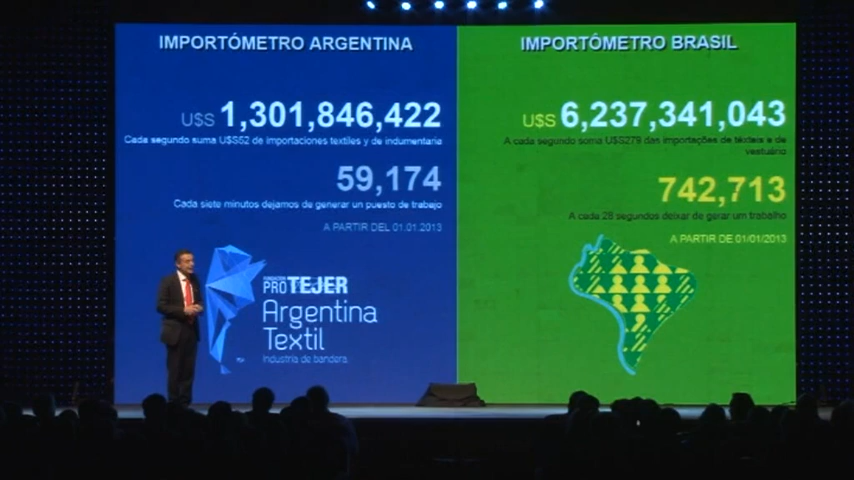 IMPORTÓMETRO ARGENTINA
U$S 1,301,846,422
Cada segundo suma U$S52 de importaciones textiles y de indumentaria
59,174
Cada siete minutos dejamos de generar un puesto de trabajo
A PARTIR DEL 01.01.2013
FUNDACION
PRO TEJER
Argentina
Textil
Industria de bandera
IMPORTÓMETRO BRASIL
U$S 6,237,341,043
A cada segundo soma U$S279 das importações de têxteis e de
vestuário
742,713
A cada 28 segundos deixar de gerar um trabalho
A PARTIR DE 01/01/2013